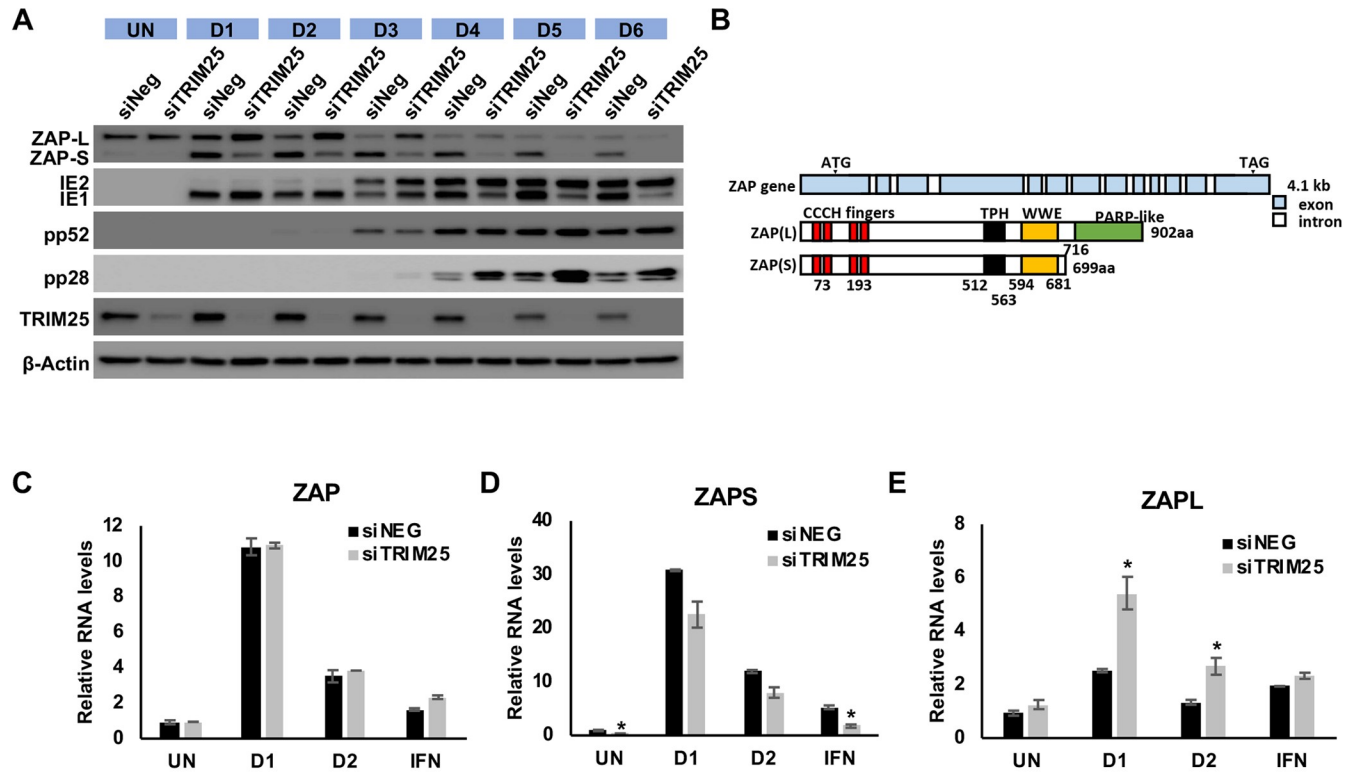 A
UN D1 D2 D3 D4 D5 D6
siNeg siTRIM25 siNeg siTRIM25 siNeg siTRIM25 siNeg siTRIM25 siNeg siTRIM25 siNeg siTRIM25 siNeg siTRIM25
ZAP-L
ZAP-S
IE2
IE1
pp52
pp28
TRIM25
β-Actin
B
ATG TAG
ZAP gene 4.1 kb
exon
intron
CCCH fingers TPH WWE PARP-like
ZAP(L) 902aa
716
ZAP(S) 699aa
73 193 512 594 681
563
C
ZAP
siNEG
siTRIM25
Relative RNA levels
12
10
8
6
4
2
0
UN D1 D2 IFN
D
ZAPS
siNEG
siTRIM25
Relative RNA levels
40
30
20
10
0
* *
UN D1 D2 IFN
E
ZAPL
siNEG
siTRIM25
Relative RNA levels
8
6
4
2
0
* *
UN D1 D2 IFN